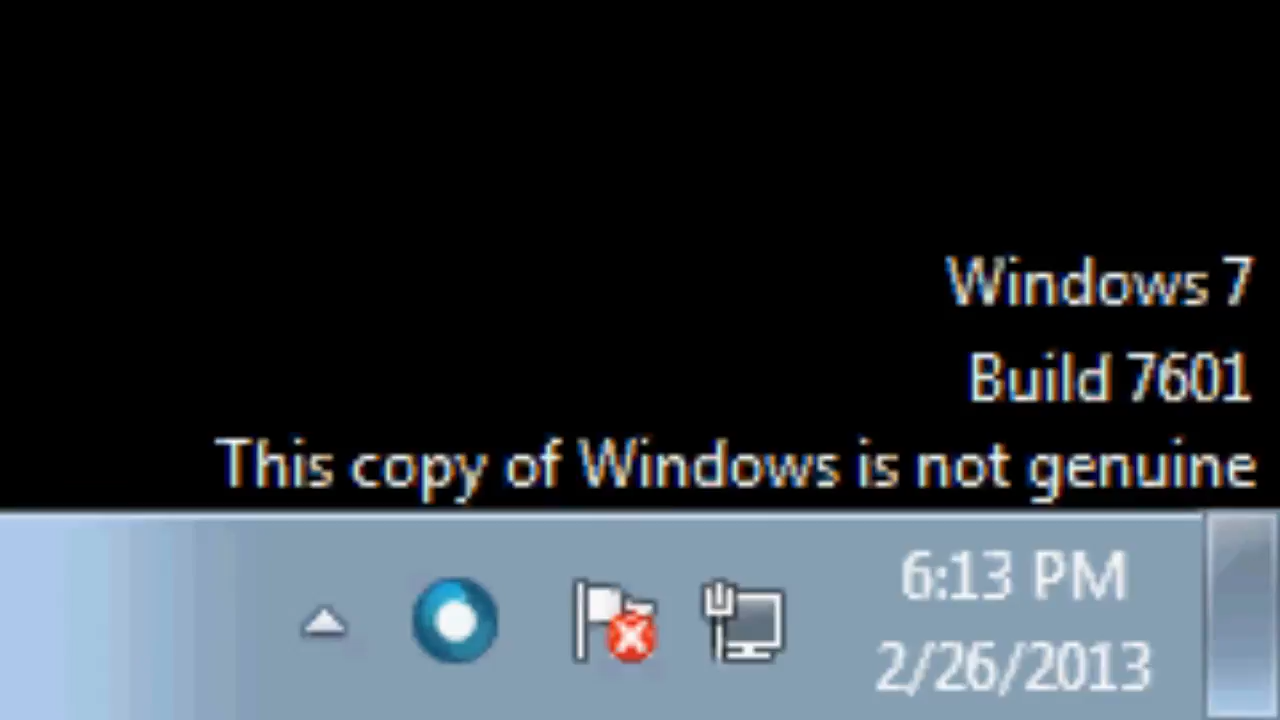 Windows 7
Build 7601
This copy of Windows is not genuine
6:13 PM
2/26/2013